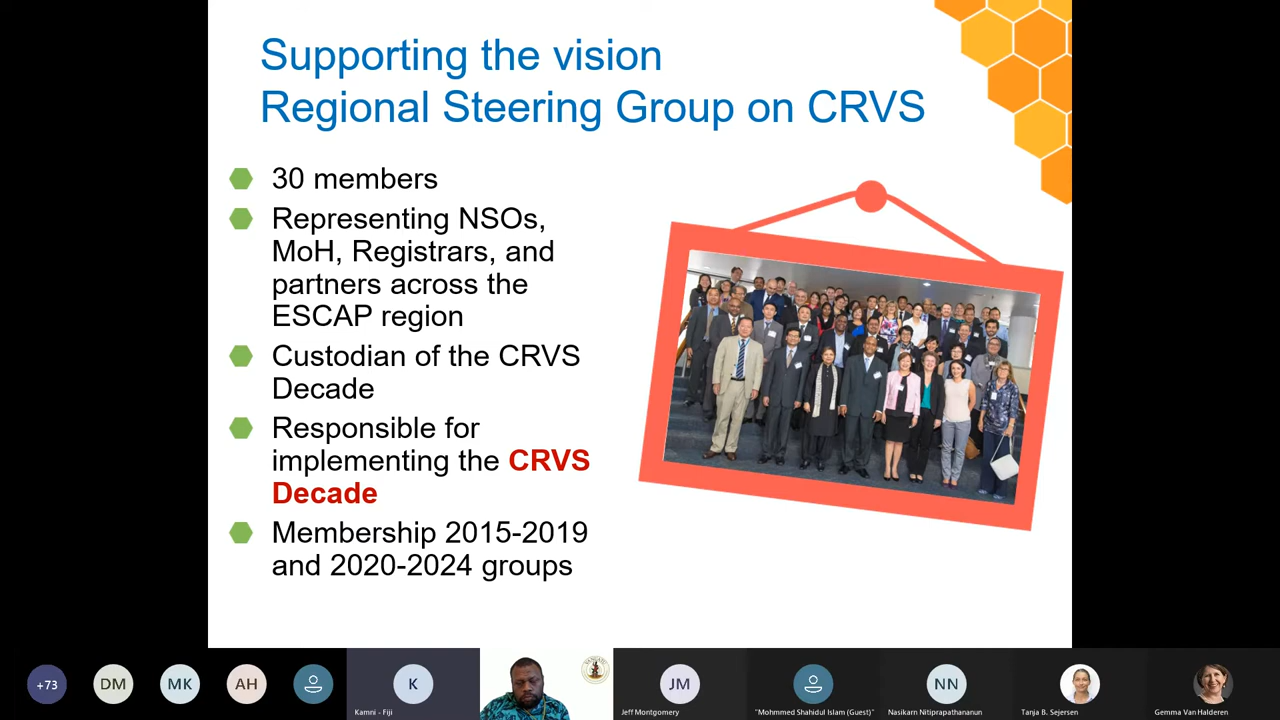 Supporting the vision
Regional Steering Group on CRVS
30 members
Representing NSOs,
MoH, Registrars, and
partners across the
ESCAP region
Custodian of the CRVS
Decade
Responsible for
implementing the CRVS
Decade
Membership 2015-2019
and 2020-2024 groups
+73
DM
MK
AH
K
Kamni - Fiji
JM
Jeff Montgomery
"Mohmmed Shahidul Islam (Guest)"
NN
Nasikarn Nitiprapathananun
Tanja B. Sejersen
Gemma Van Halderen